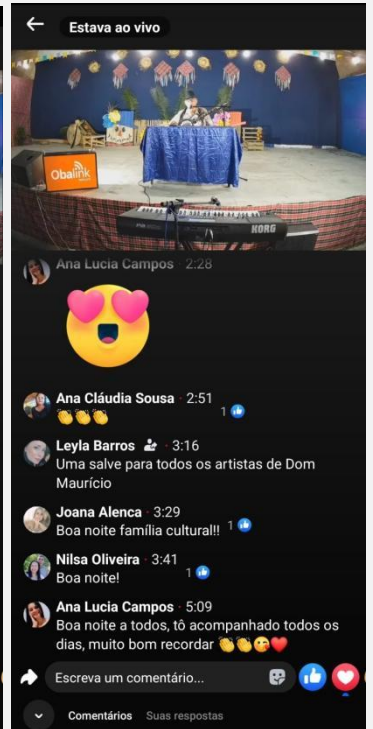 Estava ao vivo
Obalink
KORG
Ana Lucia Campos · 2:28
Ana Cláudia Sousa · 2:51
👏👏👏 1
Leyla Barros · 3:16
Uma salve para todos os artistas de Dom
Maurício
Joana Alenca · 3:29
Boa noite família cultural!! 1
Nilsa Oliveira · 3:41
Boa noite! 1
Ana Lucia Campos · 5:09
Boa noite a todos, tô acompanhado todos os
dias, muito bom recordar 👏👏😋❤️
Escreva um comentário...
Comentários Suas respostas